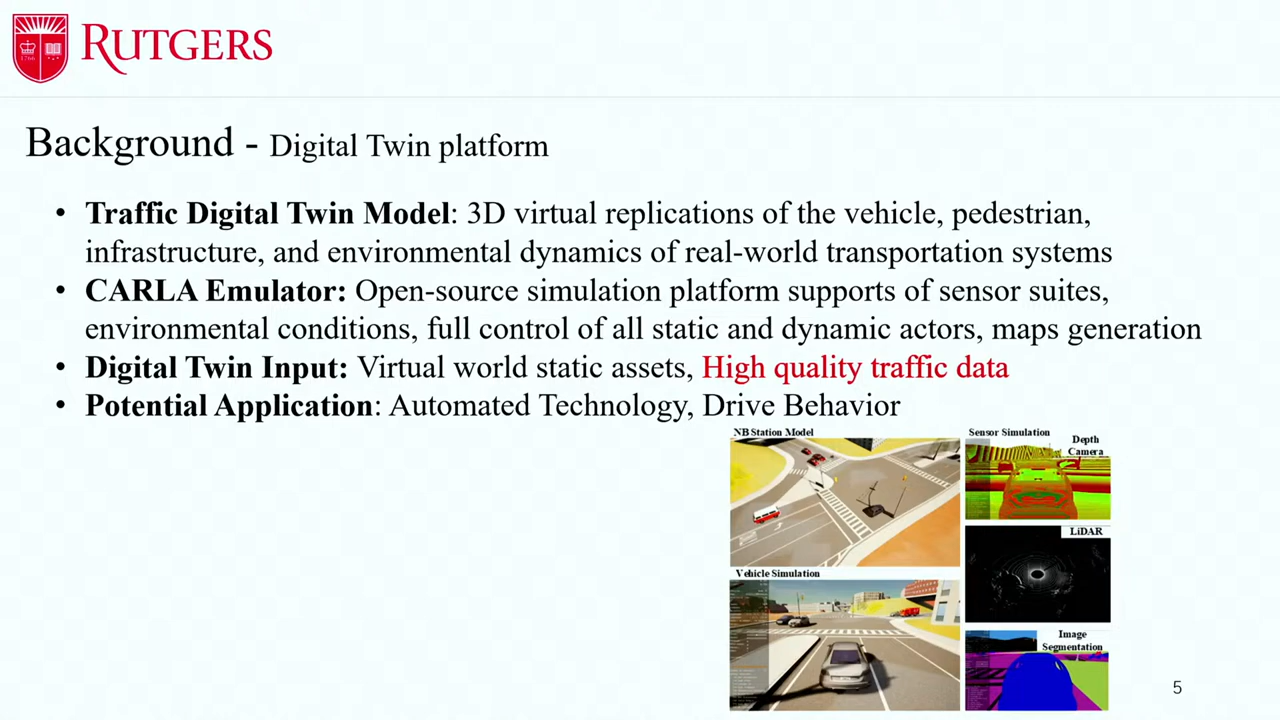 RUTGERS
1766
Background - Digital Twin platform
• Traffic Digital Twin Model: 3D virtual replications of the vehicle, pedestrian,
infrastructure, and environmental dynamics of real-world transportation systems
• CARLA Emulator: Open-source simulation platform supports of sensor suites,
environmental conditions, full control of all static and dynamic actors, maps generation
• Digital Twin Input: Virtual world static assets, High quality traffic data
• Potential Application: Automated Technology, Drive Behavior
NB Station Model
Sensor Simulation
Depth
Camera
LiDAR
Vehicle Simulation
Image
Segmentation
5